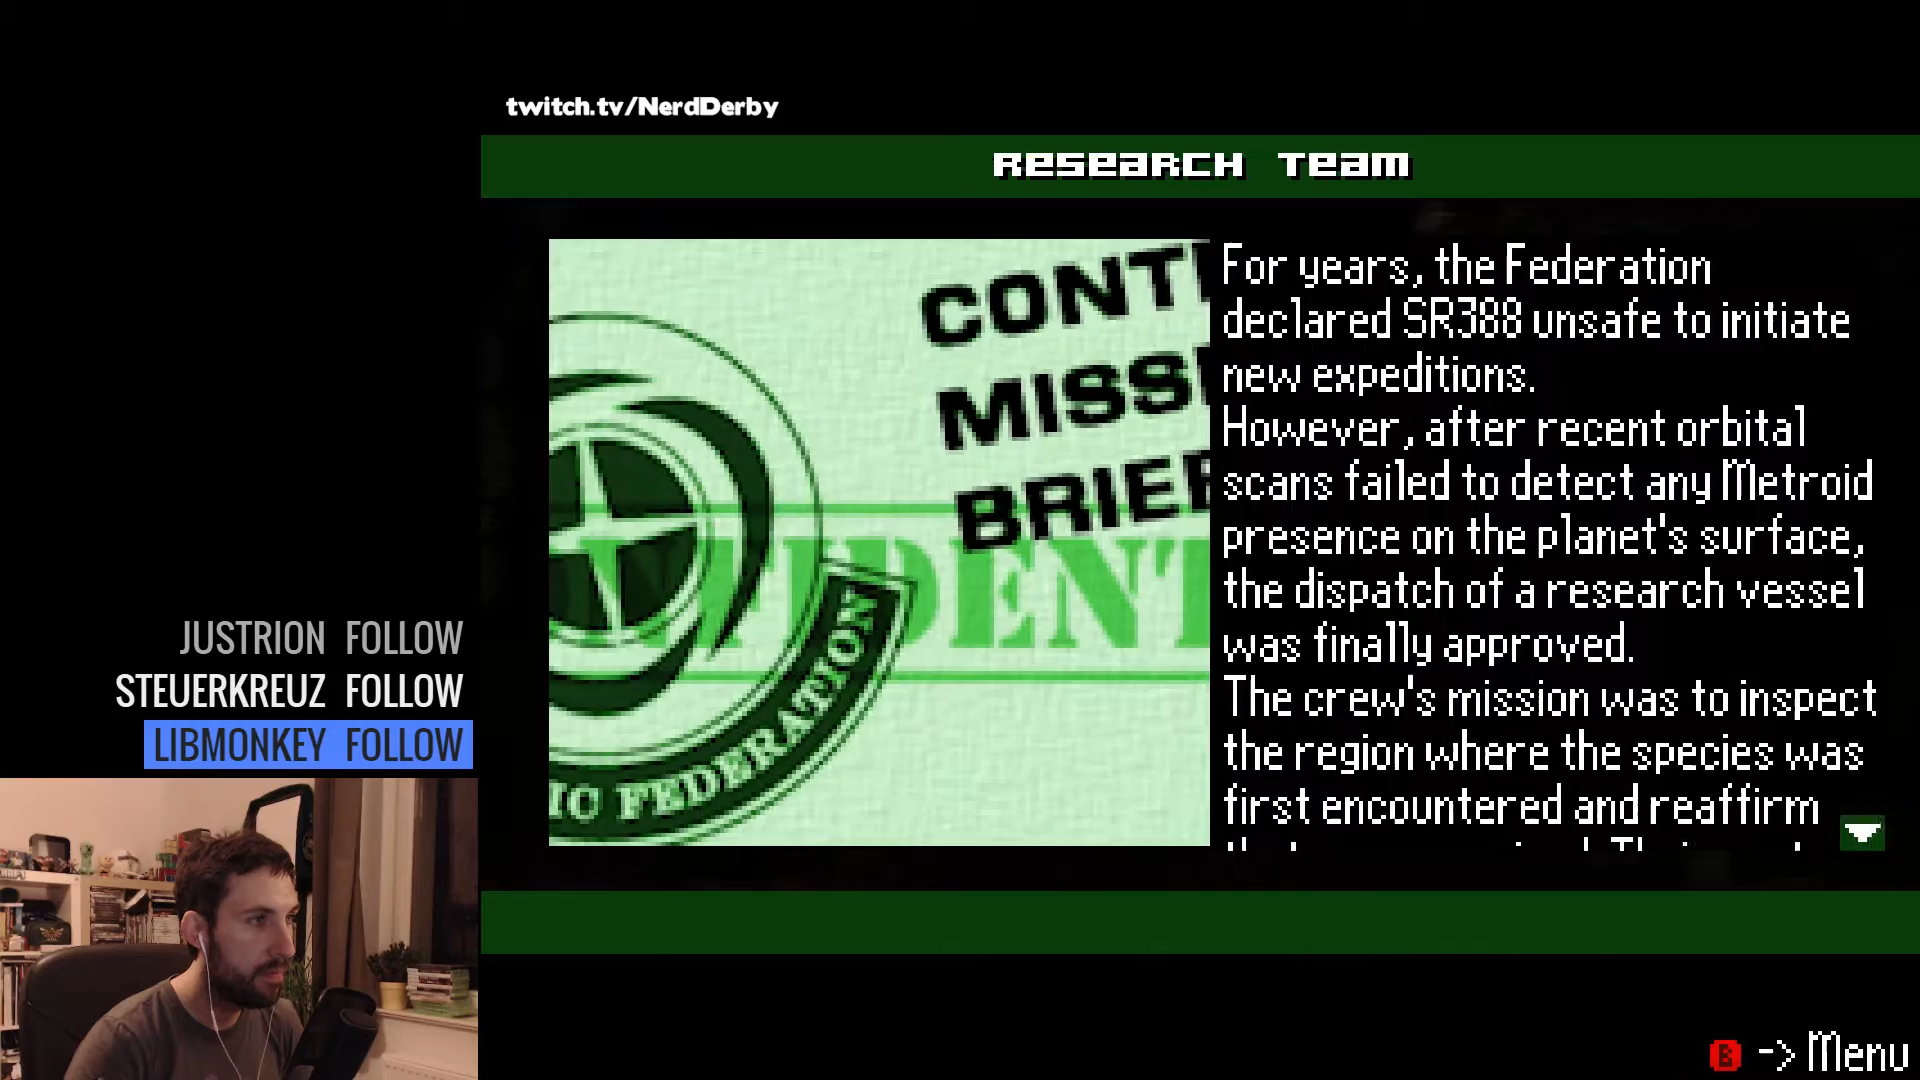 twitch.tv/NerdDerby
Research Team
CONT
MISSI
BRIEF
FIDENT
IC FEDERATION
For years, the Federation
declared SR388 unsafe to initiate
new expeditions.
However, after recent orbital
scans failed to detect any Metroid
presence on the planet's surface,
the dispatch of a research vessel
was finally approved.
The crew's mission was to inspect
the region where the species was
first encountered and reaffirm
JUSTRION FOLLOW
STEUERKREUZ FOLLOW
LIBMONKEY FOLLOW
B -> Menu